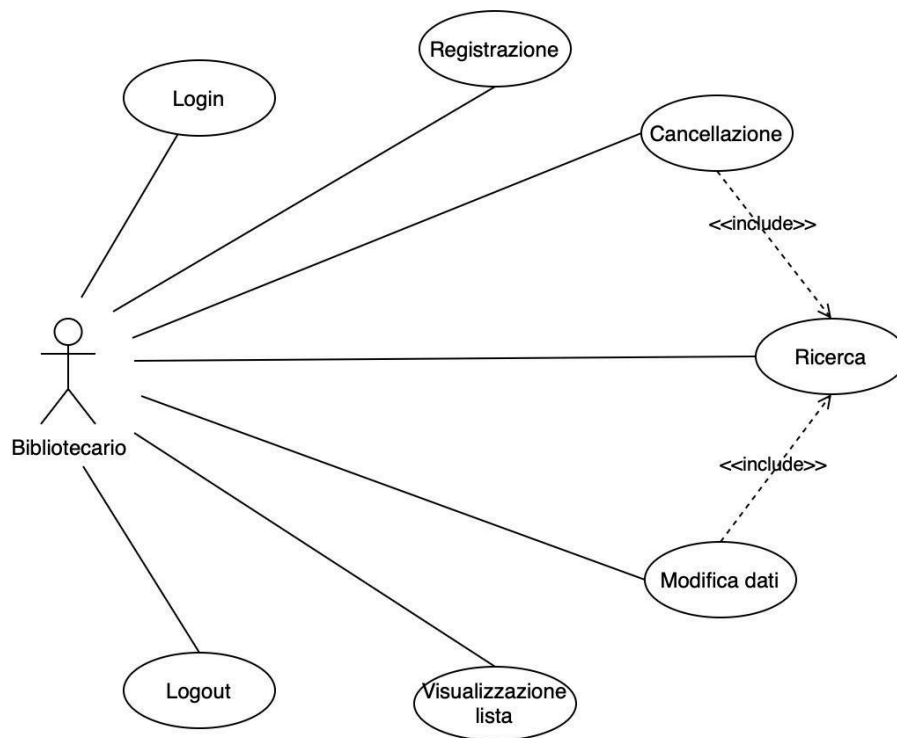 Registrazione
Login
Cancellazione
<<include>>
Ricerca
Bibliotecario
<<include>>
Modifica dati
Logout
Visualizzazione
lista